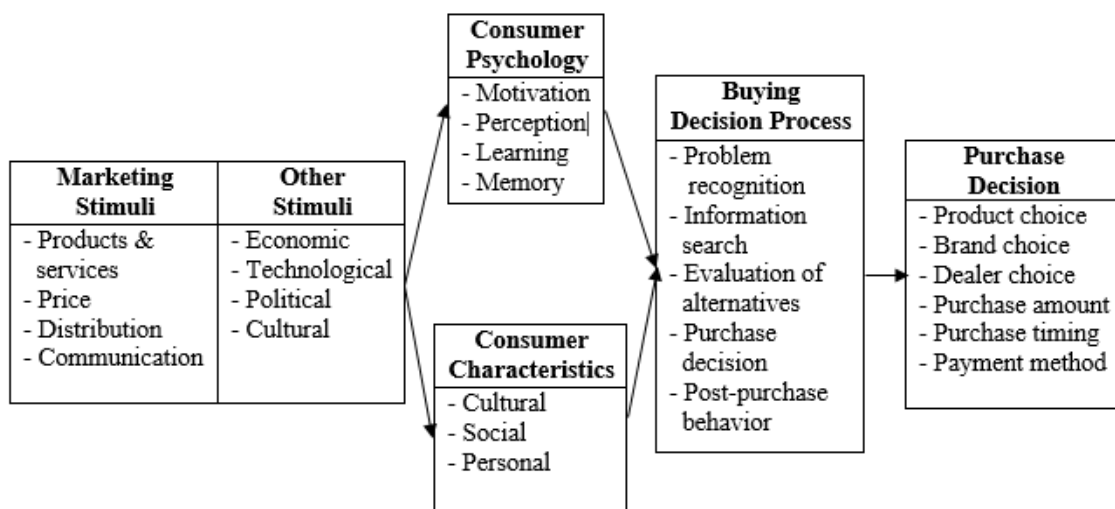 Marketing
Stimuli
- Products &
services
- Price
- Distribution
- Communication
Other
Stimuli
- Economic
- Technological
- Political
- Cultural
Consumer
Psychology
- Motivation
- Perception
- Learning
- Memory
Consumer
Characteristics
- Cultural
- Social
- Personal
Buying
Decision Process
- Problem
recognition
- Information
search
- Evaluation of
alternatives
- Purchase
decision
- Post-purchase
behavior
Purchase
Decision
- Product choice
- Brand choice
- Dealer choice
- Purchase amount
- Purchase timing
- Payment method